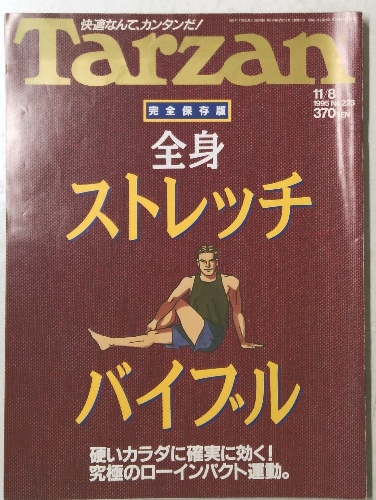 快適なんて、カンタンだ!
Tarzan
11/8
1995 No.223
370YEN
完全保存版
全身
ストレッチ
バイブル
硬いカラダに確実に効く!
究極のローインパクト運動。